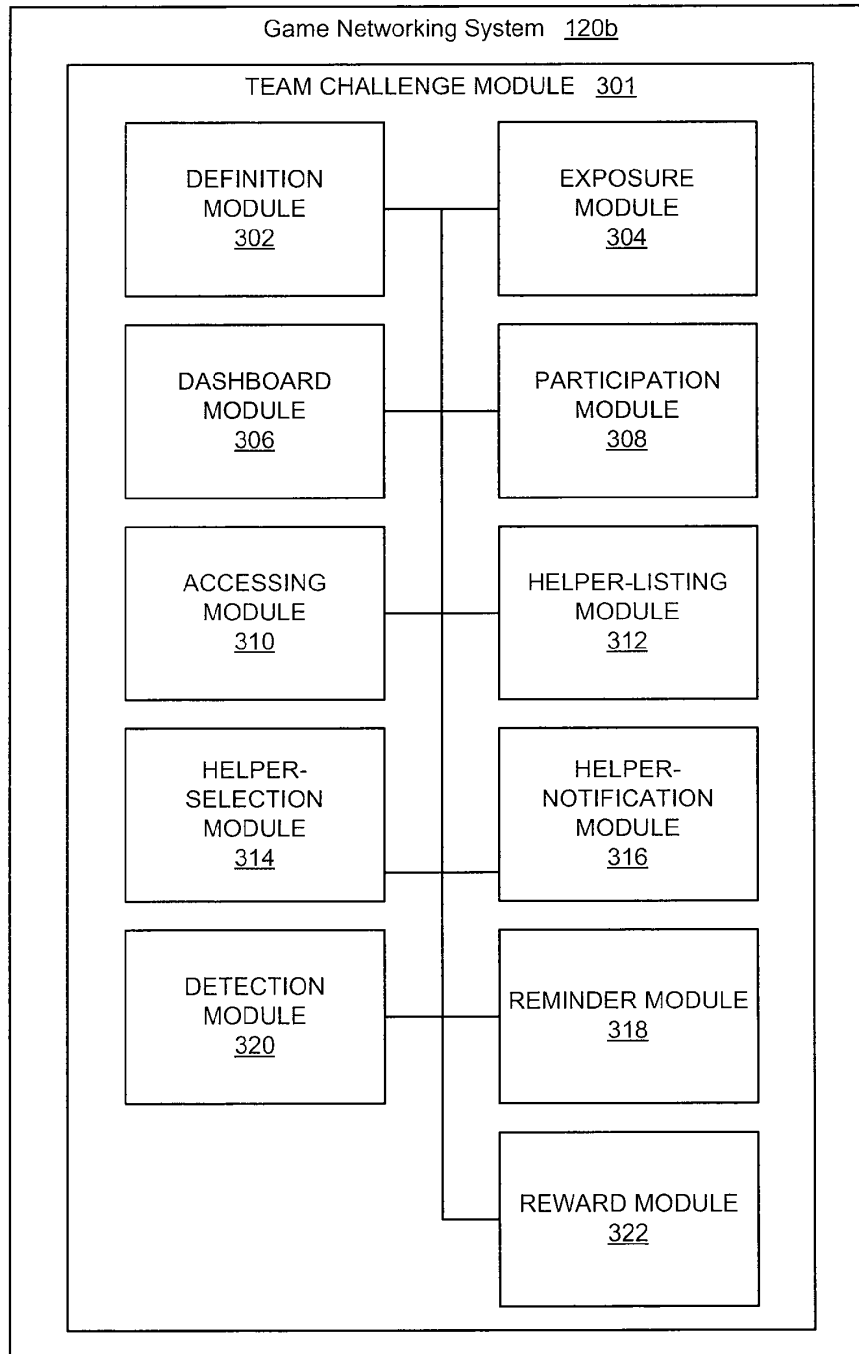 Game Networking System 120b
TEAM CHALLENGE MODULE 301
DEFINITION
MODULE
302
EXPOSURE
MODULE
304
DASHBOARD
MODULE
306
PARTICIPATION
MODULE
308
ACCESSING
MODULE
310
HELPER-LISTING
MODULE
312
HELPER-
SELECTION
MODULE
314
HELPER-
NOTIFICATION
MODULE
316
DETECTION
MODULE
320
REMINDER MODULE
318
REWARD MODULE
322